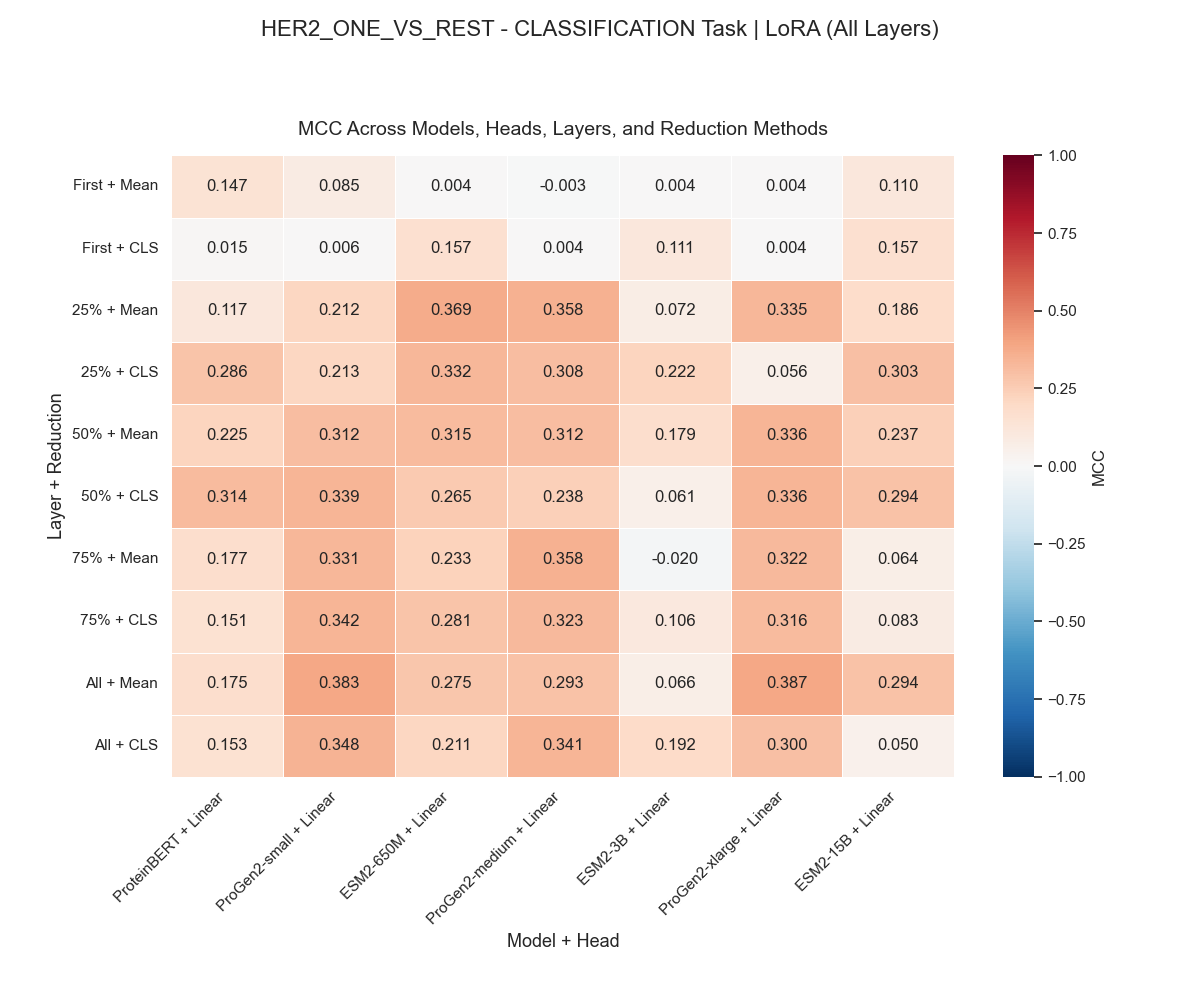 HER2_ONE_VS_REST - CLASSIFICATION Task | LoRA (All Layers)
MCC Across Models, Heads, Layers, and Reduction Methods
Layer + Reduction
First + Mean 0.147 0.085 0.004 -0.003 0.004 0.004 0.110
First + CLS 0.015 0.006 0.157 0.004 0.111 0.004 0.157
25% + Mean 0.117 0.212 0.369 0.358 0.072 0.335 0.186
25% + CLS 0.286 0.213 0.332 0.308 0.222 0.056 0.303
50% + Mean 0.225 0.312 0.315 0.312 0.179 0.336 0.237
50% + CLS 0.314 0.339 0.265 0.238 0.061 0.336 0.294
75% + Mean 0.177 0.331 0.233 0.358 -0.020 0.322 0.064
75% + CLS 0.151 0.342 0.281 0.323 0.106 0.316 0.083
All + Mean 0.175 0.383 0.275 0.293 0.066 0.387 0.294
All + CLS 0.153 0.348 0.211 0.341 0.192 0.300 0.050
ProteinBERT + Linear
ProGen2-small + Linear
ESM2-650M + Linear
ProGen2-medium + Linear
ESM2-3B + Linear
ProGen2-xlarge + Linear
ESM2-15B + Linear
Model + Head
1.00
0.75
0.50
0.25
0.00
−0.25
−0.50
−0.75
−1.00
MCC